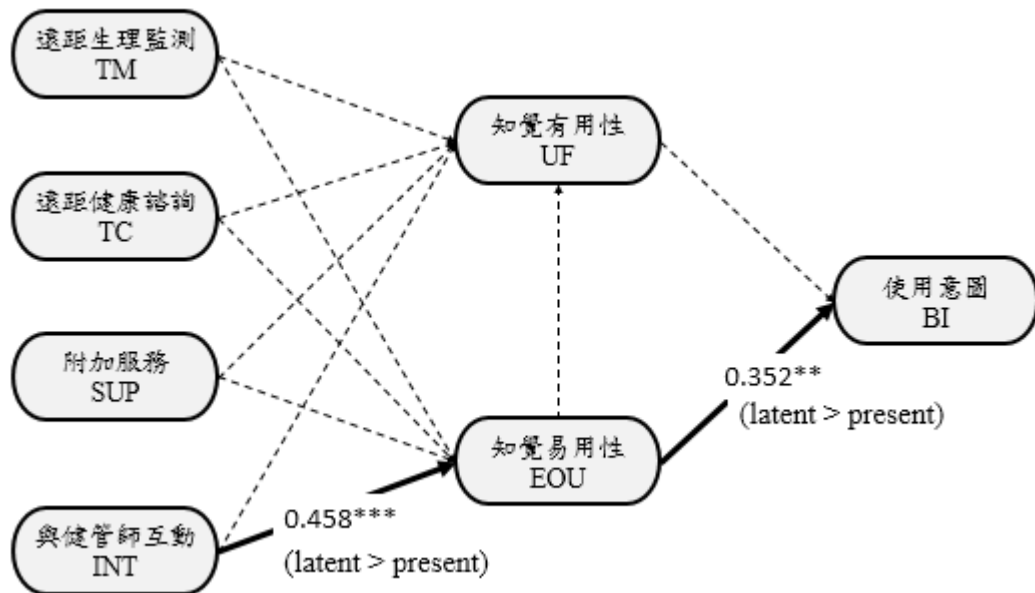 遠距生理監測
TM
知覺有用性
UF
遠距健康諮詢
TC
使用意圖
BI
附加服務
SUP
0.352**
(latent > present)
知覺易用性
EOU
0.458***
(latent > present)
與健管師互動
INT